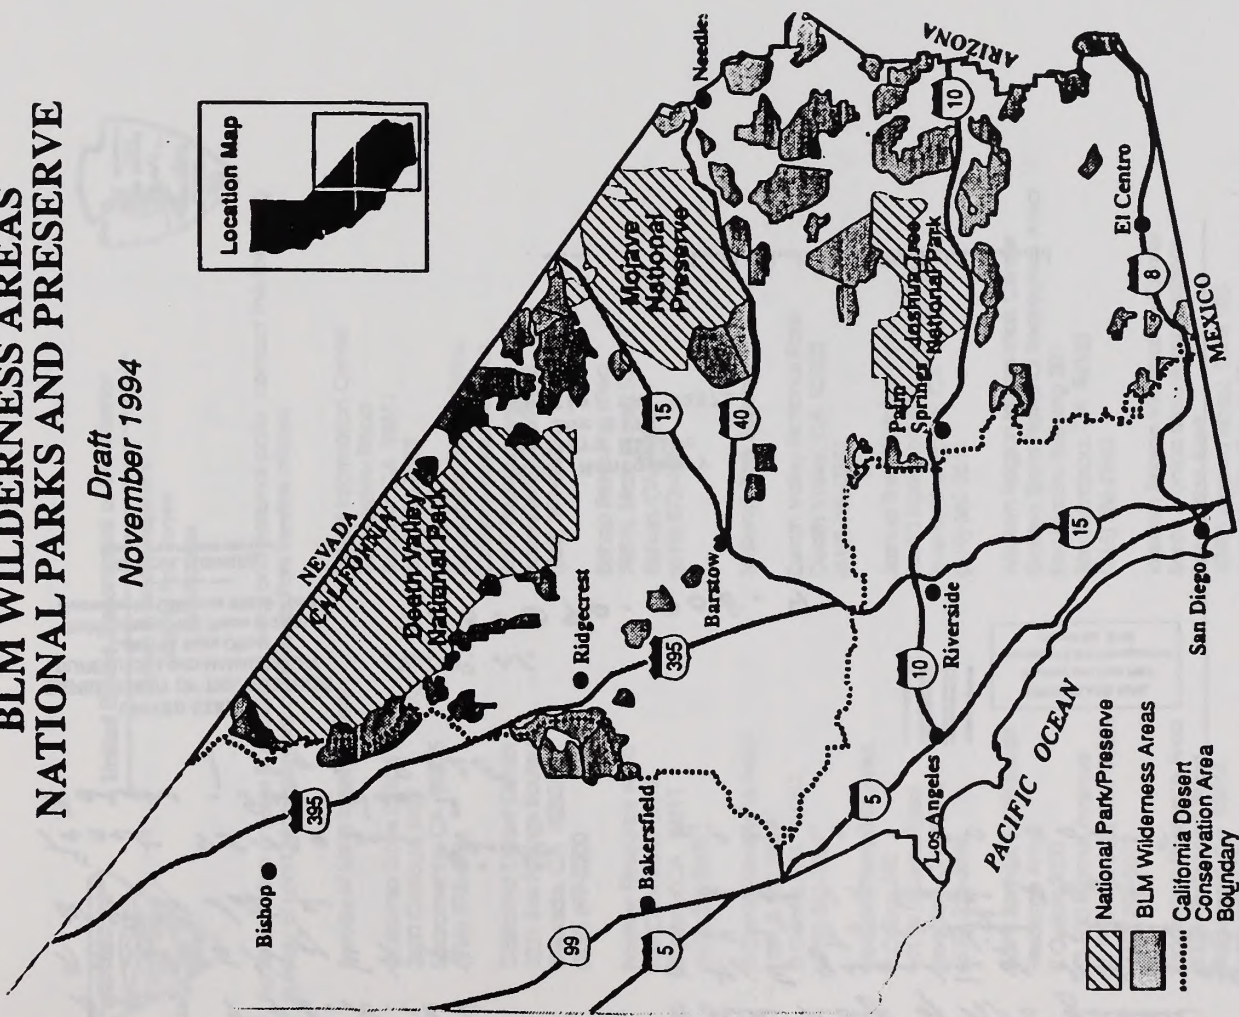 BLM WILDERNESS AREAS
NATIONAL PARKS AND PRESERVE
Draft
November 1994
Location Map
NEVADA
CALIFORNIA
Death Valley
National Park
395
Bishop
Ridgecrest
395
Bakersfield
99
5
Barstow
15
40
Mojave
National
Preserve
Needles
ARIZONA
10
Joshua Tree
National Park
Palm
Springs
Los Angeles
5
10
Riverside
15
San Diego
El Centro
8
MEXICO
PACIFIC OCEAN
National Park/Preserve
BLM Wilderness Areas
California Desert
Conservation Area
Boundary